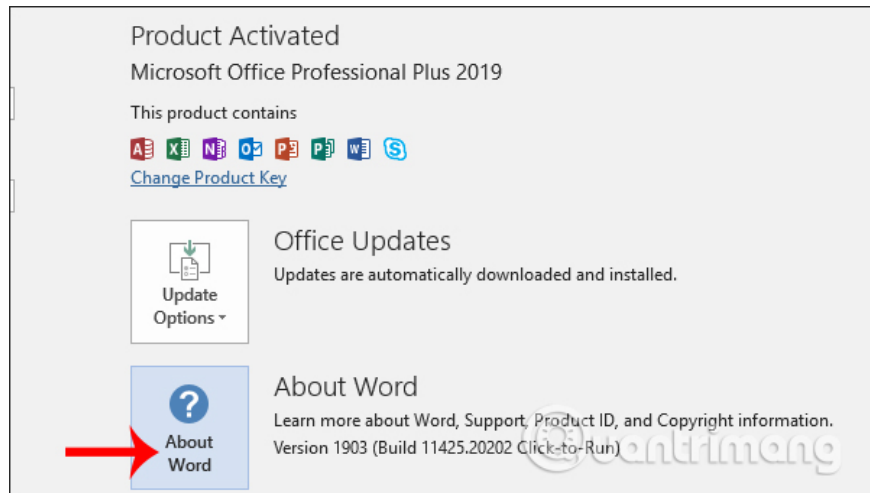 Product Activated
Microsoft Office Professional Plus 2019
This product contains
Change Product Key
Update
Options
Office Updates
Updates are automatically downloaded and installed.
About
Word
About Word
Learn more about Word, Support, Product ID, and Copyright information.
Version 1903 (Build 11425.20202 Click-to-Run)
Quantrimang